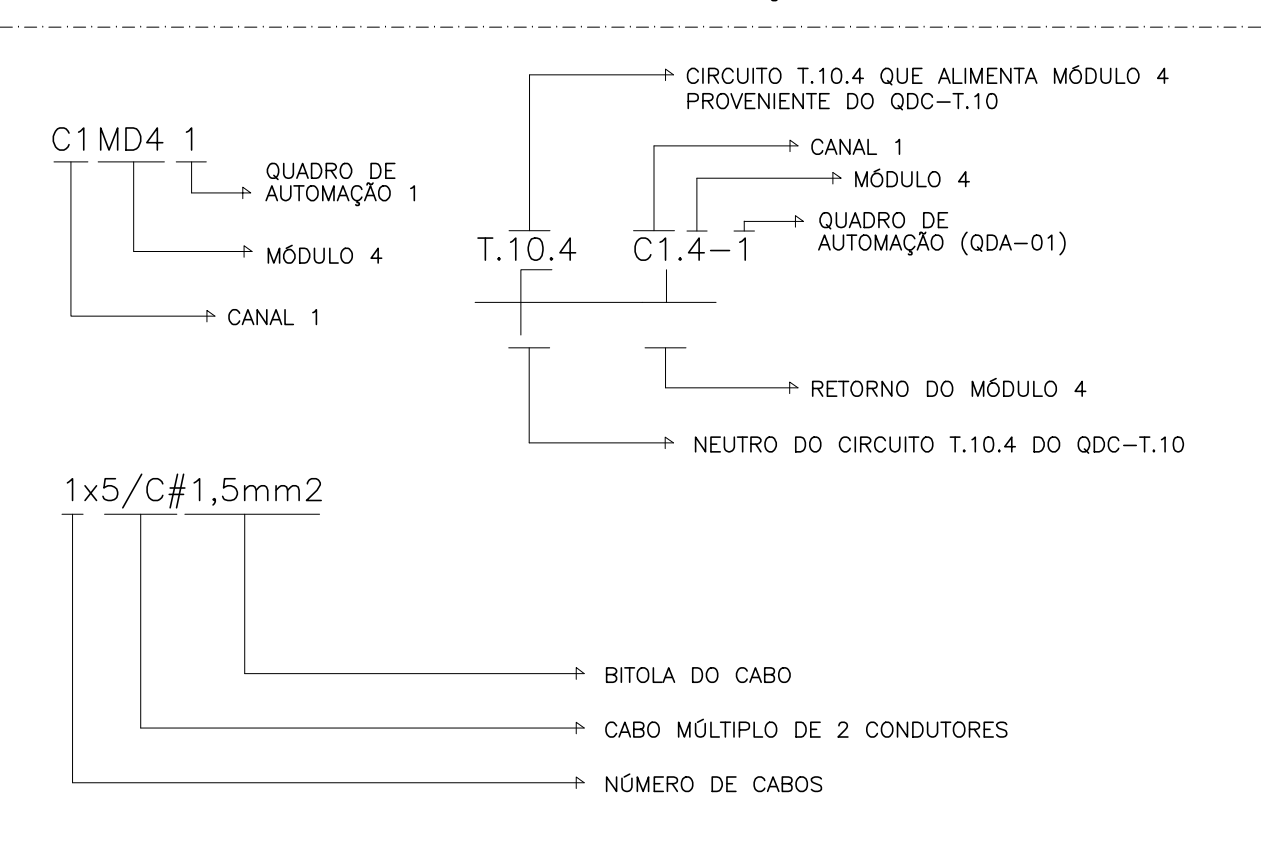 CIRCUITO T.10.4 QUE ALIMENTA MÓDULO 4
PROVENIENTE DO QDC-T.10
C1MD4 1
QUADRO DE
AUTOMAÇÃO 1
MÓDULO 4
CANAL 1
CANAL 1
MÓDULO 4
QUADRO DE
AUTOMAÇÃO (QDA-01)
T.10.4 C1.4-1
RETORNO DO MÓDULO 4
NEUTRO DO CIRCUITO T.10.4 DO QDC-T.10
1x5/C#1,5mm2
BITOLA DO CABO
CABO MÚLTIPLO DE 2 CONDUTORES
NÚMERO DE CABOS